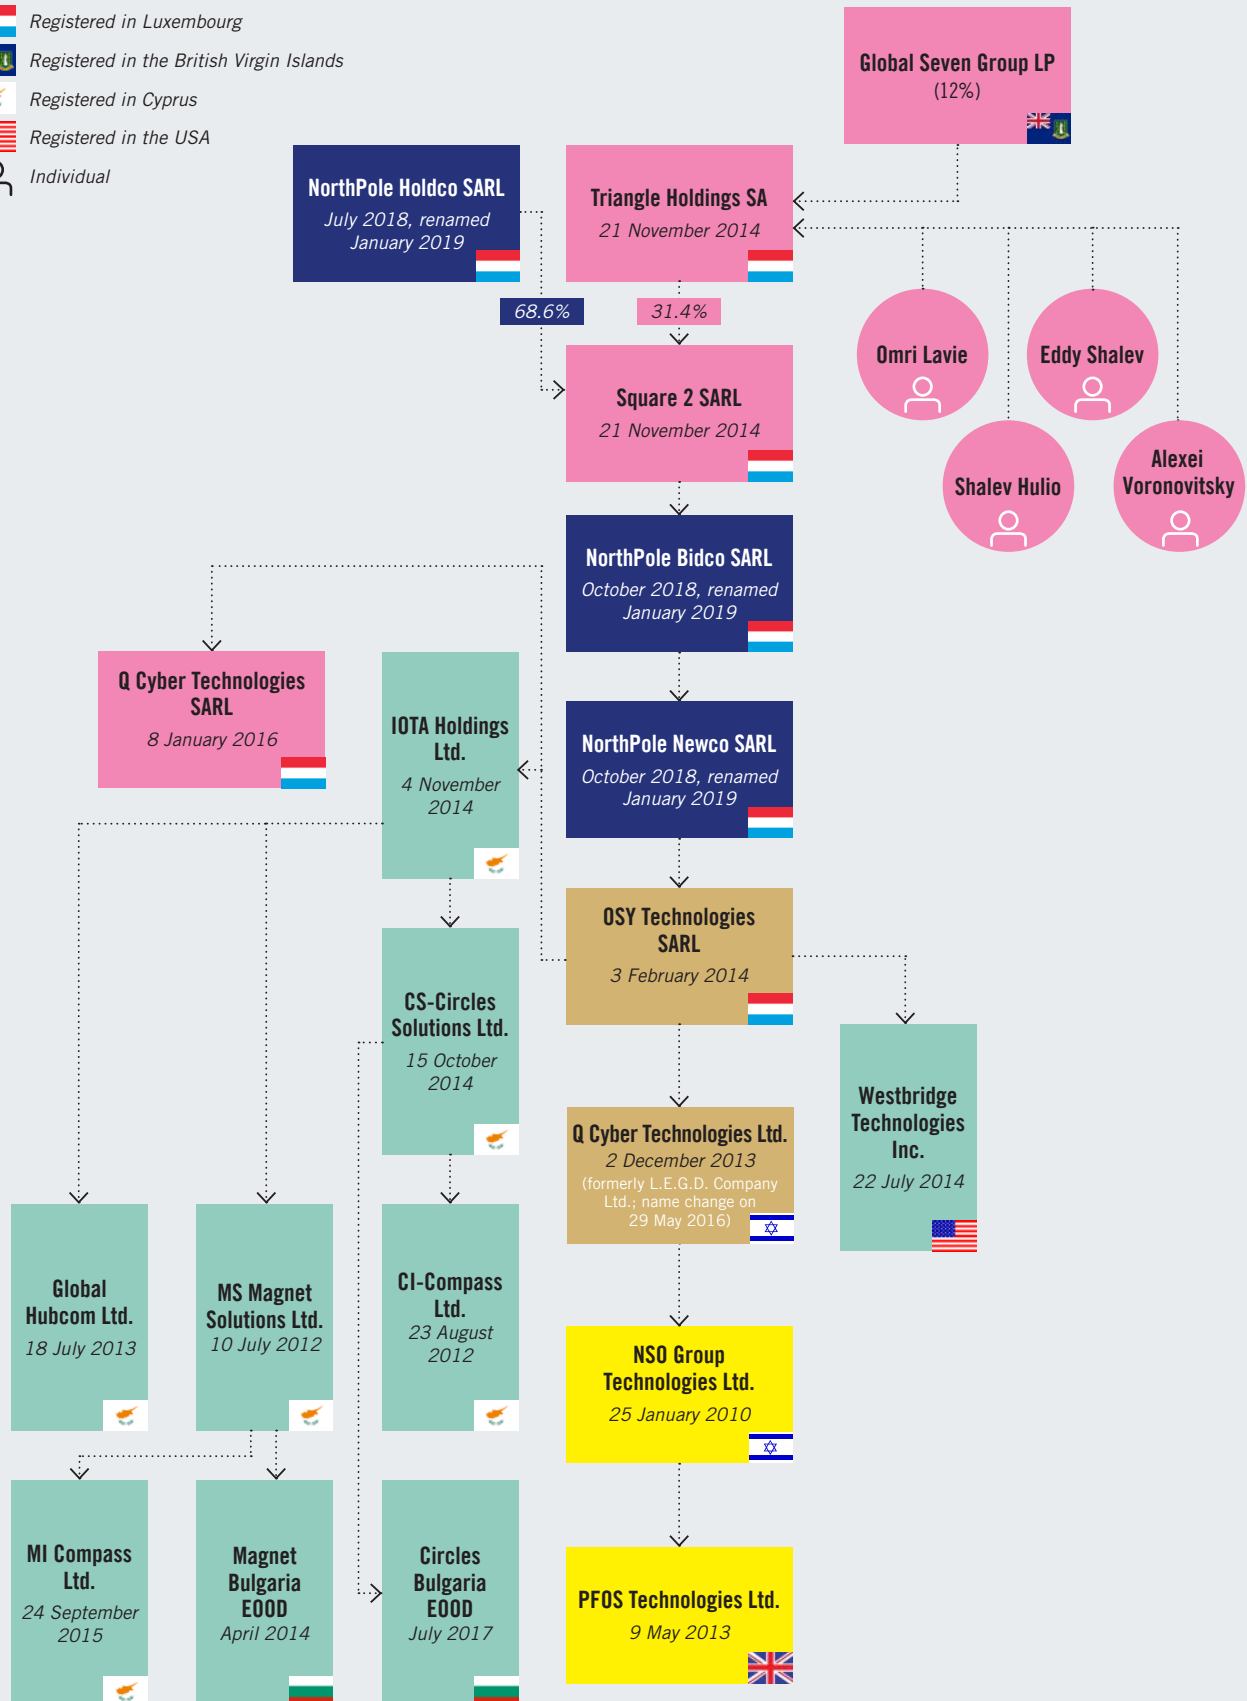 Registered in Luxembourg
Registered in the British Virgin Islands
Registered in Cyprus
Registered in the USA
Individual
Global Seven Group LP
(12%)
NorthPole Holdco SARL
July 2018, renamed
January 2019
Triangle Holdings SA
21 November 2014
68.6%
31.4%
Omri Lavie
Eddy Shalev
Shalev Hulio
Alexei
Voronovitsky
Square 2 SARL
21 November 2014
NorthPole Bidco SARL
October 2018, renamed
January 2019
Q Cyber Technologies
SARL
8 January 2016
IOTA Holdings
Ltd.
4 November
2014
NorthPole Newco SARL
October 2018, renamed
January 2019
OSY Technologies
SARL
3 February 2014
CS-Circles
Solutions Ltd.
15 October
2014
Westbridge
Technologies
Inc.
22 July 2014
Q Cyber Technologies Ltd.
2 December 2013
(formerly L.E.G.D. Company
Ltd.; name change on
29 May 2016)
Global
Hubcom Ltd.
18 July 2013
MS Magnet
Solutions Ltd.
10 July 2012
CI-Compass
Ltd.
23 August
2012
NSO Group
Technologies Ltd.
25 January 2010
MI Compass
Ltd.
24 September
2015
Magnet
Bulgaria
EOOD
April 2014
Circles
Bulgaria
EOOD
July 2017
PFOS Technologies Ltd.
9 May 2013